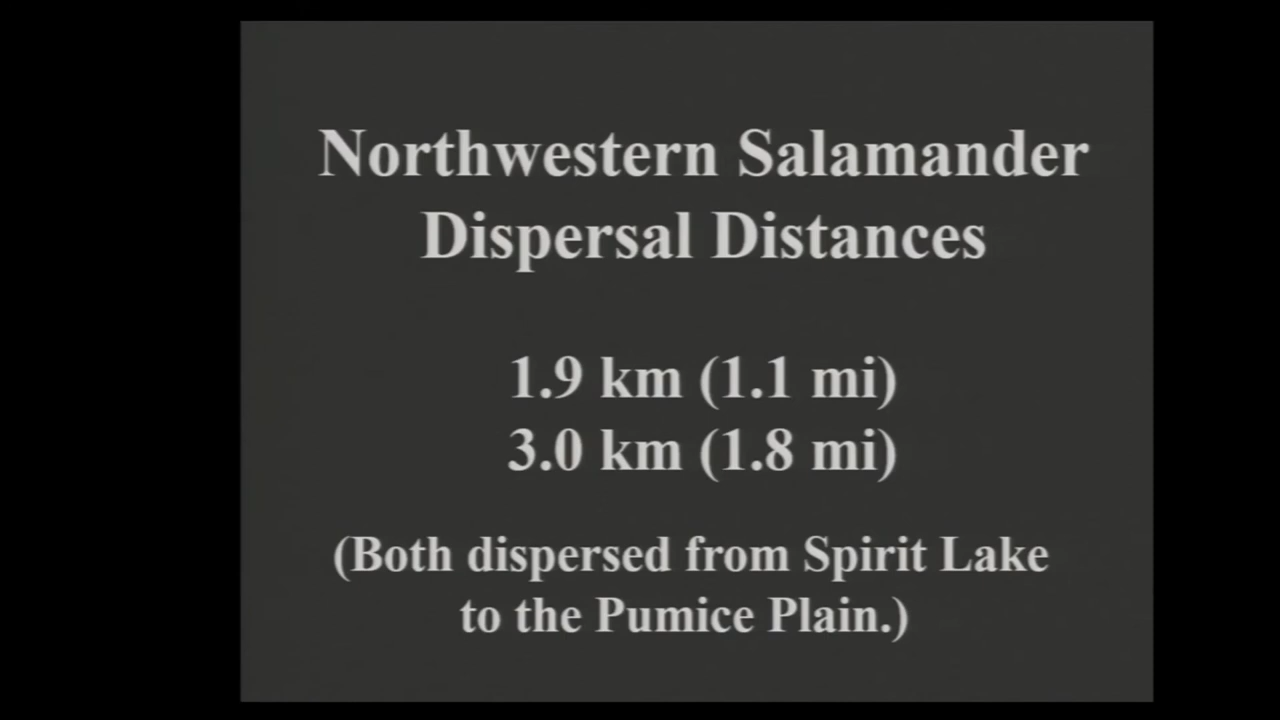 Northwestern Salamander
Dispersal Distances
1.9 km (1.1 mi)
3.0 km (1.8 mi)
(Both dispersed from Spirit Lake
to the Pumice Plain.)